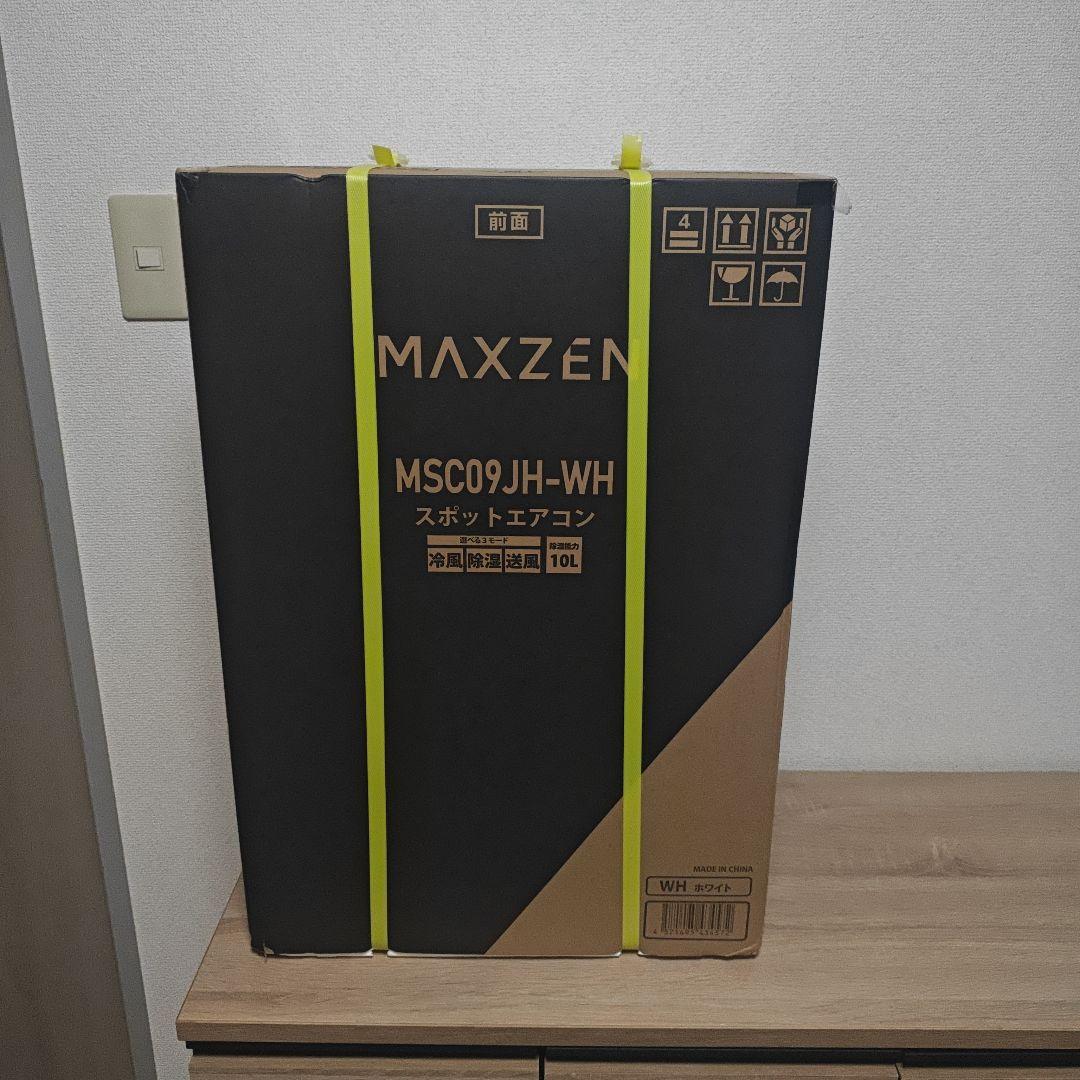 前面
4
MAXZEN
MSC09JH-WH
スポットエアコン
選べる3モード
冷風 除湿 送風
除湿能力
10L
MADE IN CHINA
WH ホワイト